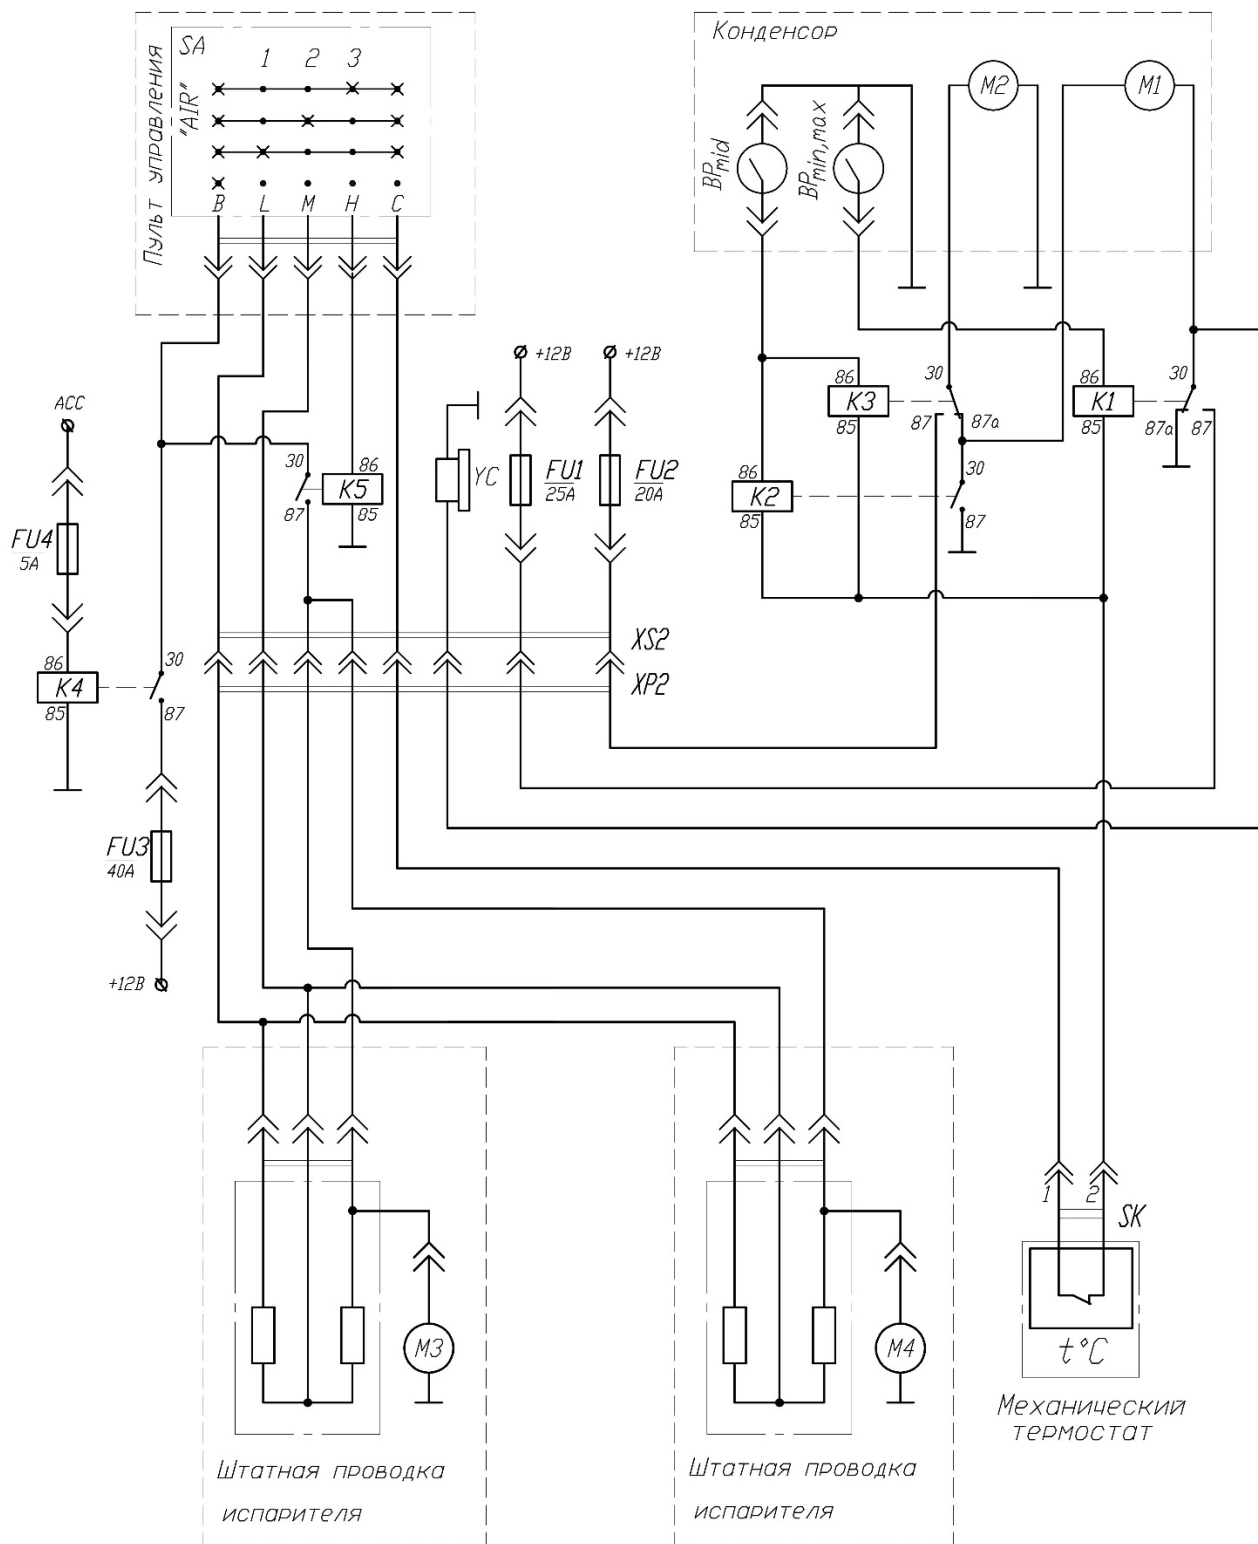 Пульт управления
"AIR"
SA
1 2 3
B L M H C
Конденсор
BPmid
BPmin,max
M2
M1
+12В
+12В
ACC
30
86
K5
87
85
YC
FU1
25A
FU2
20A
86
K3
85
30
87
87a
86
K1
85
30
87a
87
86
K2
85
30
87
FU4
5A
XS2
XP2
86
K4
85
30
87
FU3
40A
+12В
1
2
SK
M3
M4
t°C
Механический
термостат
Штатная проводка
испарителя
Штатная проводка
испарителя